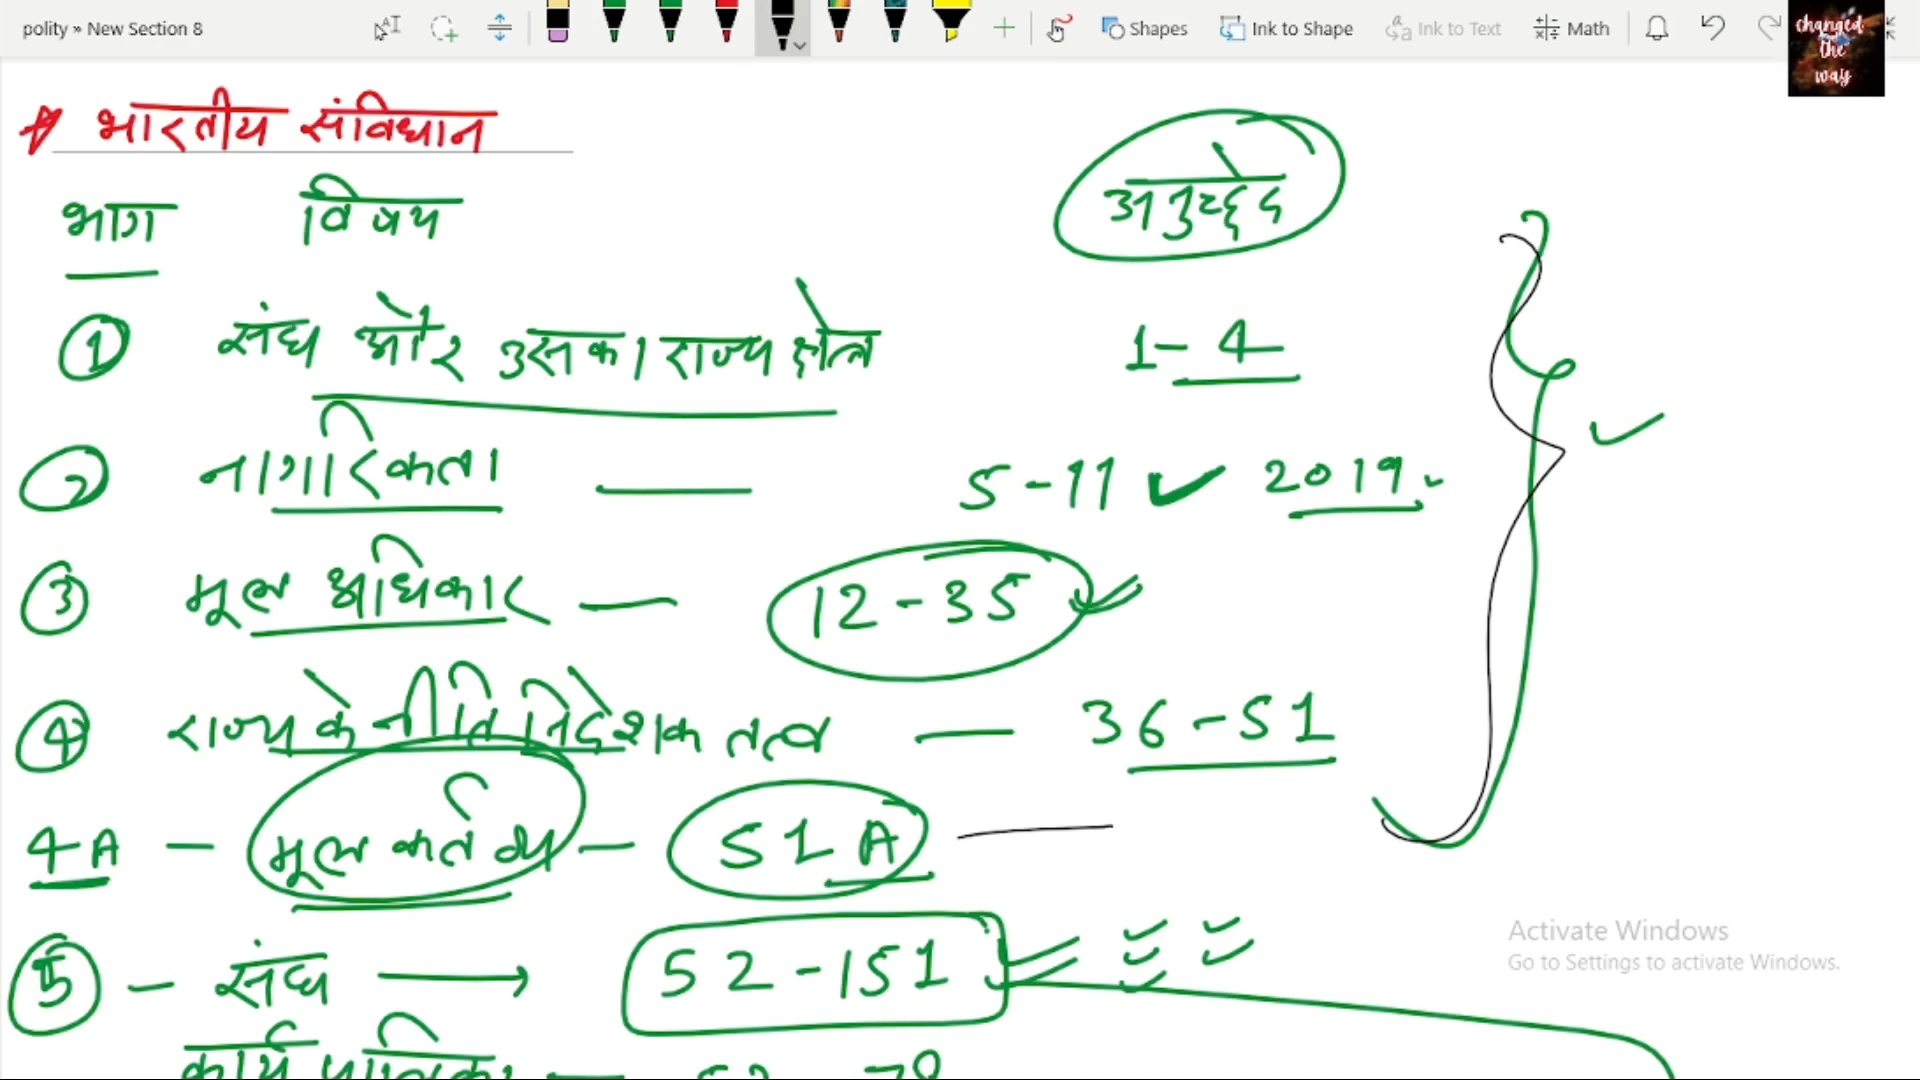 polity » New Section 8
Shapes
Ink to Shape
Ink to Text
Math
changed
the
way
भारतीय संविधान
भाग विषय अनुच्छेद
1 संघ और उसका राज्य क्षेत्र 1-4
2 नागरिकता — 5-11 2019
3 मूल अधिकार — 12-35
4 राज्य के नीति निदेशक तत्व — 36-51
4A - मूल कर्तव्य - 51A
5 - संघ → 52-151
कार्यपालिका —
Activate Windows
Go to Settings to activate Windows.